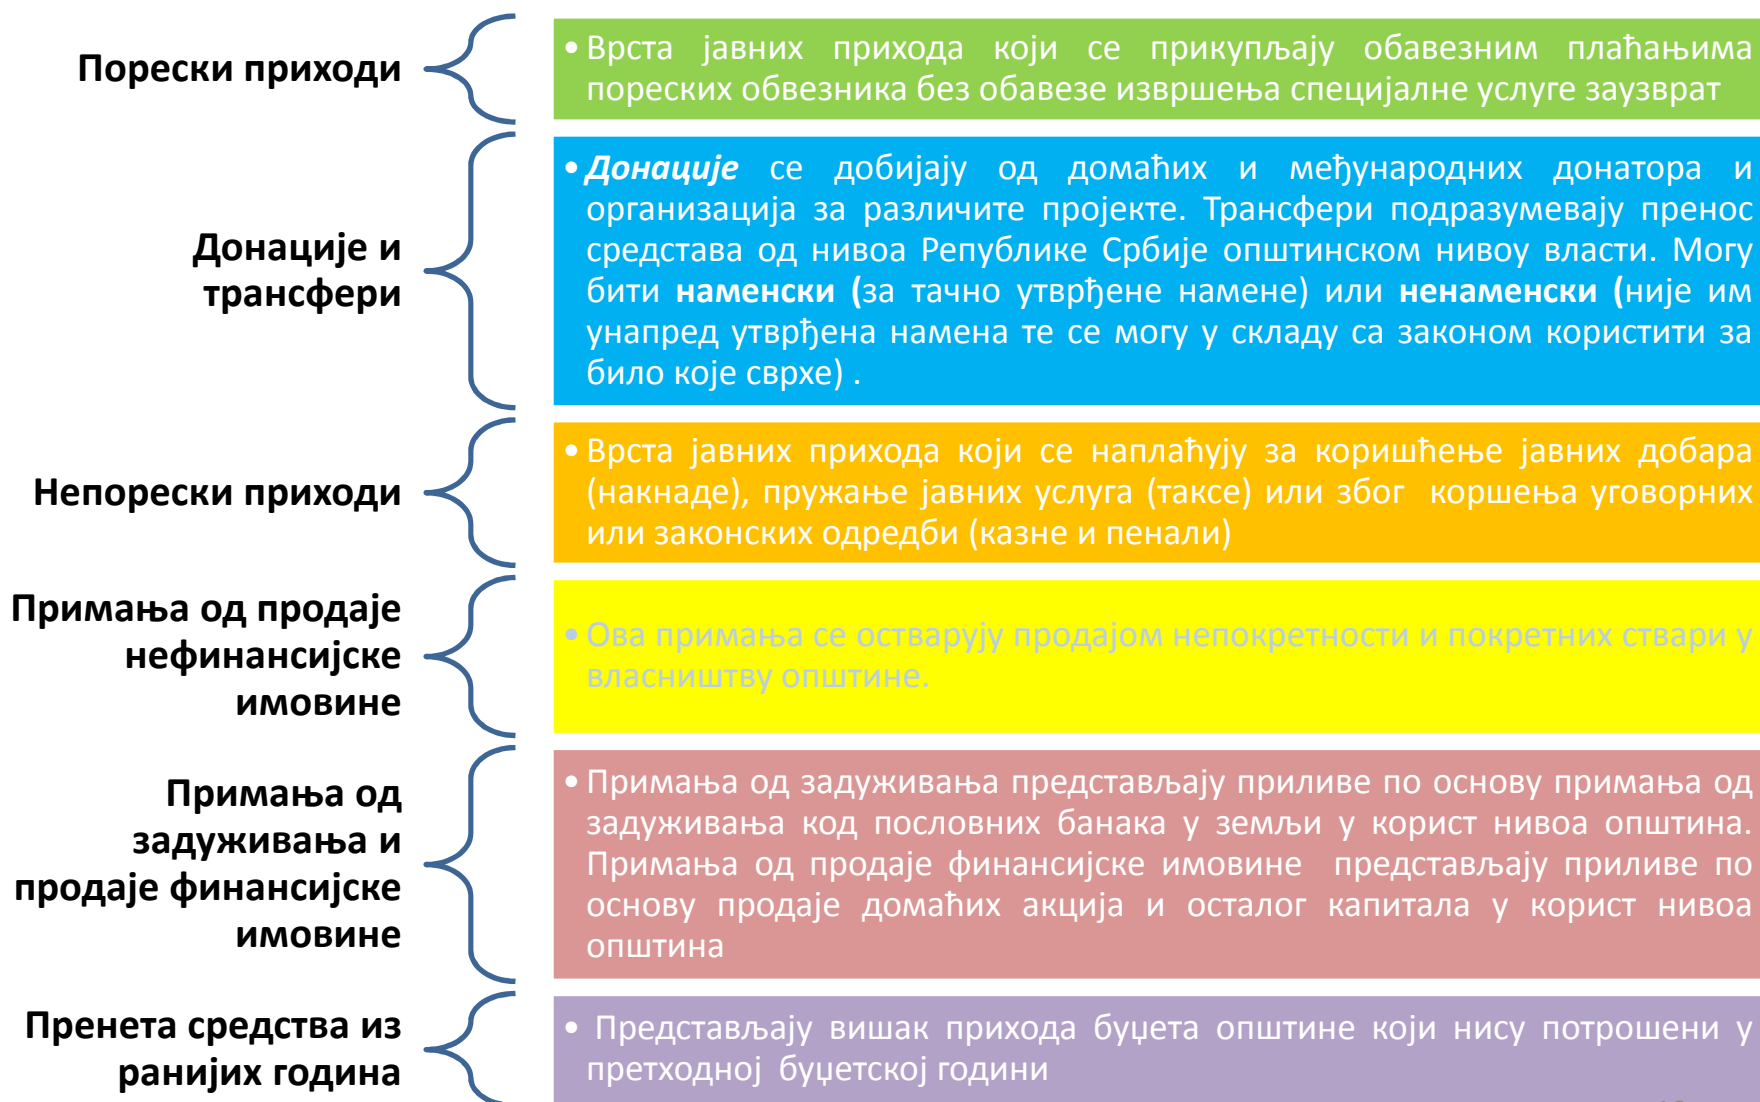 Порески приходи
• Врста јавних прихода који се прикупљају обавезним плаћањима
пореских обвезника без обавезе извршења специјалне услуге заузврат
Донације и
трансфери
• Донације се добијају од домаћих и међународних донатора и
организација за различите пројекте. Трансфери подразумевају пренос
средстава од нивоа Републике Србије општинском нивоу власти. Могу
бити наменски (за тачно утврђене намене) или ненаменски (није им
унапред утврђена намена те се могу у складу са законом користити за
било које сврхе) .
Непорески приходи
• Врста јавних прихода који се наплаћују за коришћење јавних добара
(накнаде), пружање јавних услуга (таксе) или због коршења уговорних
или законских одредби (казне и пенали)
Примања од продаје
нефинансијске
имовине
• Ова примања се остварују продајом непокретности и покретних ствари у
власништву општине.
Примања од
задуживања и
продаје финансијске
имовине
• Примања од задуживања представљају приливе по основу примања од
задуживања код пословних банака у земљи у корист нивоа општина.
Примања од продаје финансијске имовине представљају приливе по
основу продаје домаћих акција и осталог капитала у корист нивоа
општина
Пренета средства из
ранијих година
• Представљају вишак прихода буџета општине који нису потрошени у
претходној буџетској години